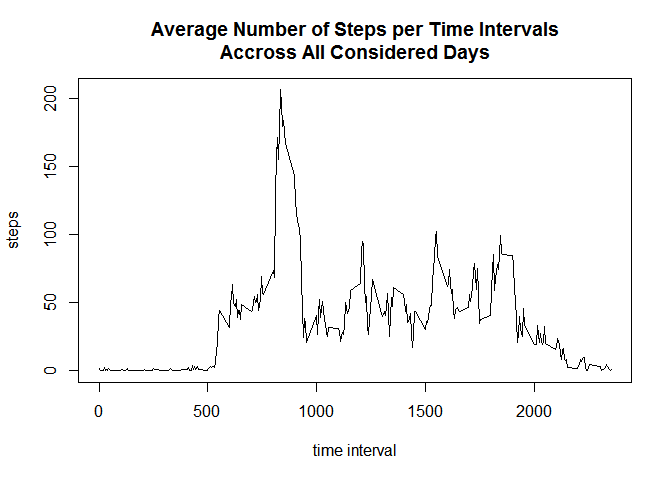 Average Number of Steps per Time Intervals
Accross All Considered Days
steps
200
150
100
50
0
0 500 1000 1500 2000
time interval